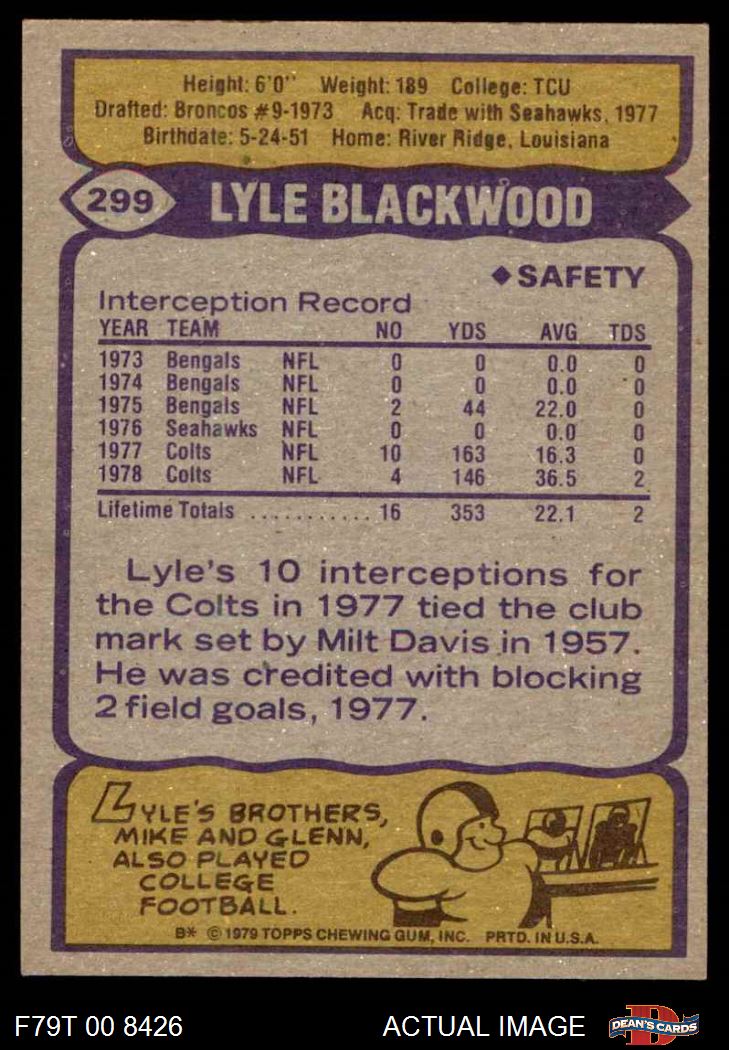 Height: 6'0" Weight: 189 College: TCU
Drafted: Broncos #9-1973 Acq: Trade with Seahawks, 1977
Birthdate: 5-24-51 Home: River Ridge, Louisiana
299 LYLE BLACKWOOD
◆SAFETY
Interception Record
YEAR TEAM NO YDS AVG TDS
1973 Bengals NFL 0 0 0.0 0
1974 Bengals NFL 0 0 0.0 0
1975 Bengals NFL 2 44 22.0 0
1976 Seahawks NFL 0 0 0.0 0
1977 Colts NFL 10 163 16.3 0
1978 Colts NFL 4 146 36.5 2
Lifetime Totals ........... 16 353 22.1 2
Lyle's 10 interceptions for
the Colts in 1977 tied the club
mark set by Milt Davis in 1957.
He was credited with blocking
2 field goals, 1977.
LYLE'S BROTHERS,
MIKE AND GLENN,
ALSO PLAYED
COLLEGE
FOOTBALL.
B* © 1979 TOPPS CHEWING GUM, INC. PRTD. IN U.S.A.
F79T 00 8426 ACTUAL IMAGE D DEAN'S CARDS